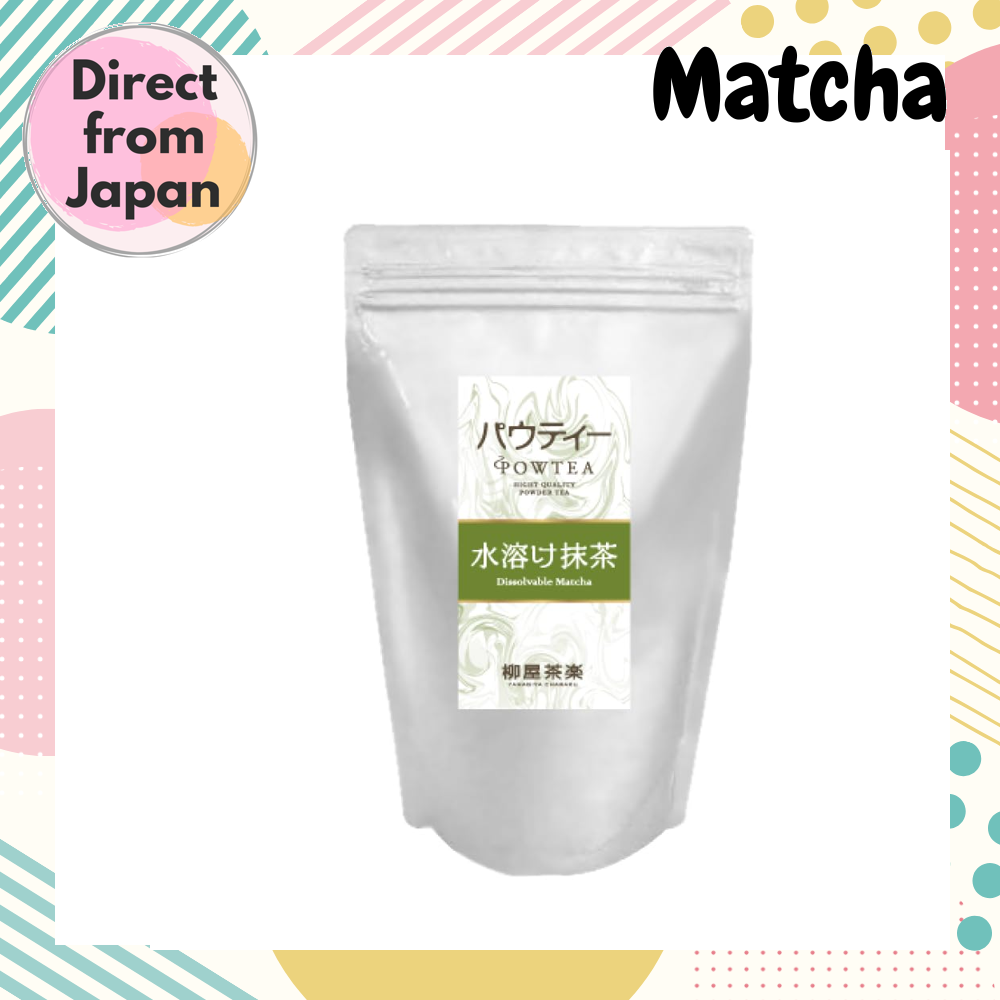 Direct
from
Japan
Matcha
パウティー
POWTEA
HIGHT QUALITY
POWDER TEA
水溶け抹茶
Dissolvable Matcha
柳屋茶楽